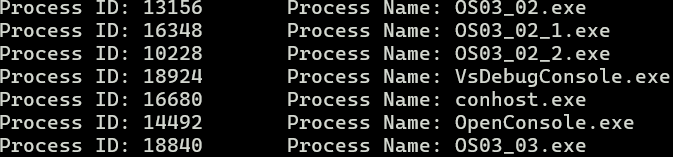 Process ID: 13156 Process Name: OS03_02.exe
Process ID: 16348 Process Name: OS03_02_1.exe
Process ID: 10228 Process Name: OS03_02_2.exe
Process ID: 18924 Process Name: VsDebugConsole.exe
Process ID: 16680 Process Name: conhost.exe
Process ID: 14492 Process Name: OpenConsole.exe
Process ID: 18840 Process Name: OS03_03.exe